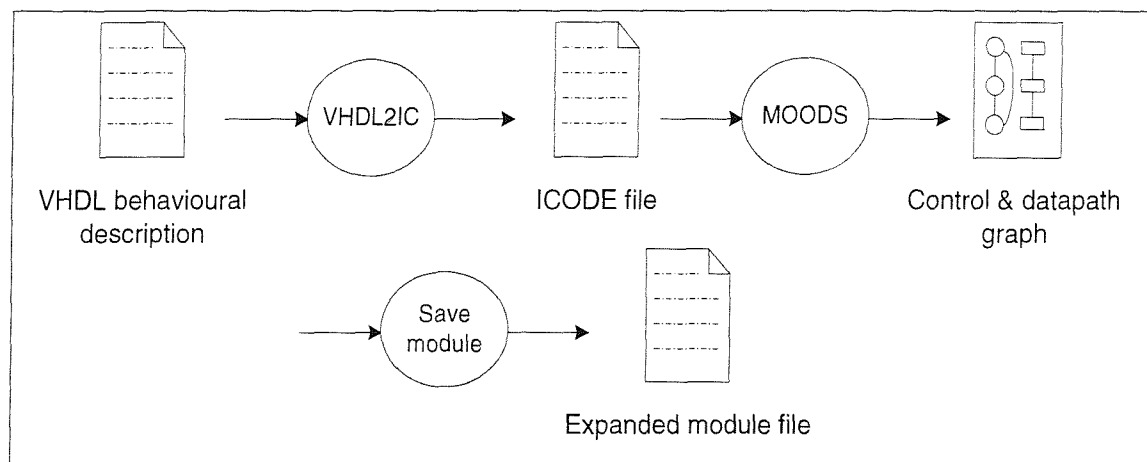 VHDL2IC
MOODS
VHDL behavioural
description
ICODE file
Control & datapath
graph
Save
module
Expanded module file